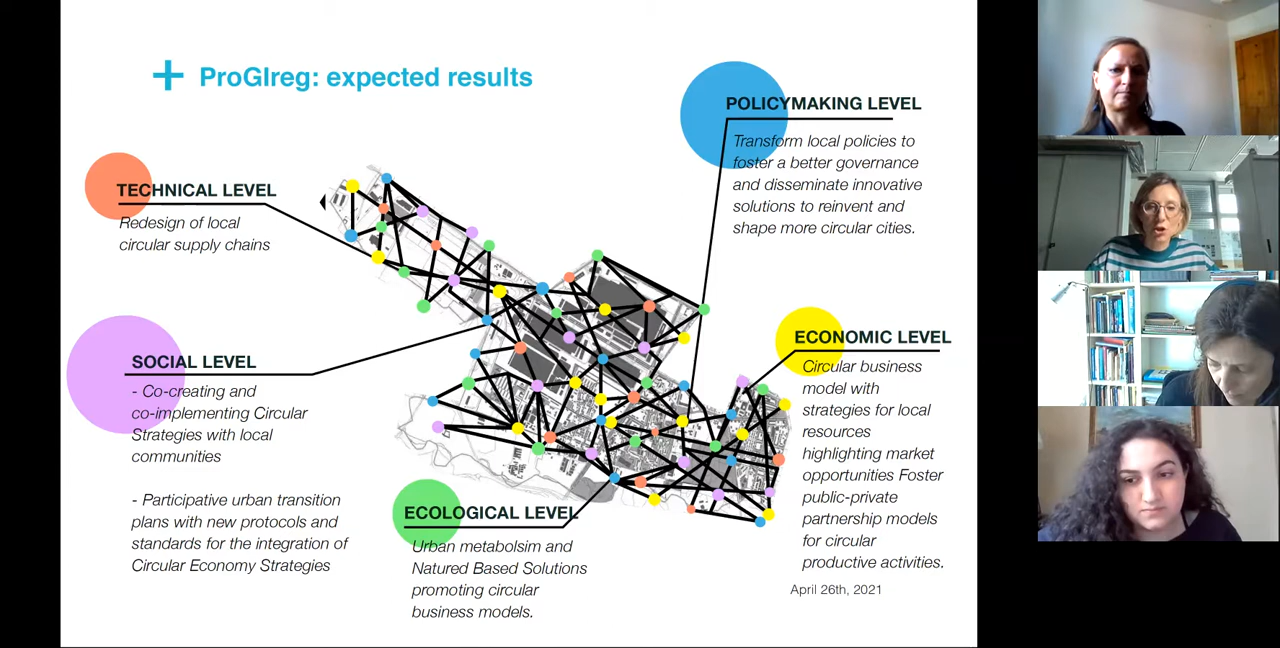 ProGIreg: expected results
TECHNICAL LEVEL
Redesign of local
circular supply chains
SOCIAL LEVEL
- Co-creating and
co-implementing Circular
Strategies with local
communities
- Participative urban transition
plans with new protocols and
standards for the integration of
Circular Economy Strategies
ECOLOGICAL LEVEL
Urban metabolsim and
Natured Based Solutions
promoting circular
business models.
POLICYMAKING LEVEL
Transform local policies to
foster a better governance
and disseminate innovative
solutions to reinvent and
shape more circular cities.
ECONOMIC LEVEL
Circular business
model with
strategies for local
resources
highlighting market
opportunities Foster
public-private
partnership models
for circular
productive activities.
April 26th, 2021